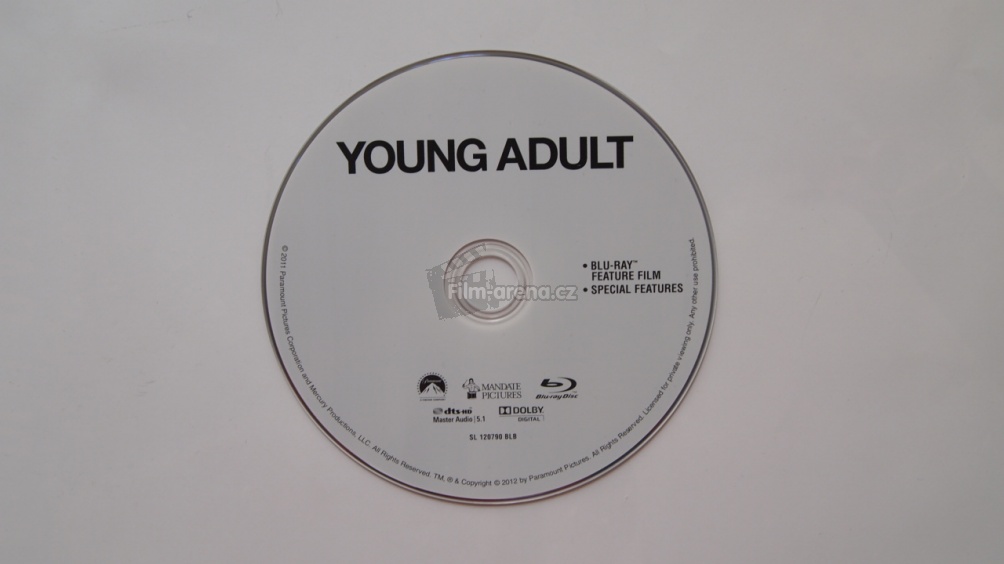 YOUNG ADULT
• BLU-RAY™
FEATURE FILM
• SPECIAL FEATURES
Film-arena.cz
Paramount
MANDATE
PICTURES
Blu-ray Disc
dts-HD
Master Audio | 5.1
DOLBY
DIGITAL
SL 120790 BLB
© 2011 Paramount Pictures Corporation and Mercury Productions, LLC. All Rights Reserved. TM, ® & Copyright © 2012 by Paramount Pictures. All Rights Reserved. Licensed for private viewing only. Any other use prohibited.